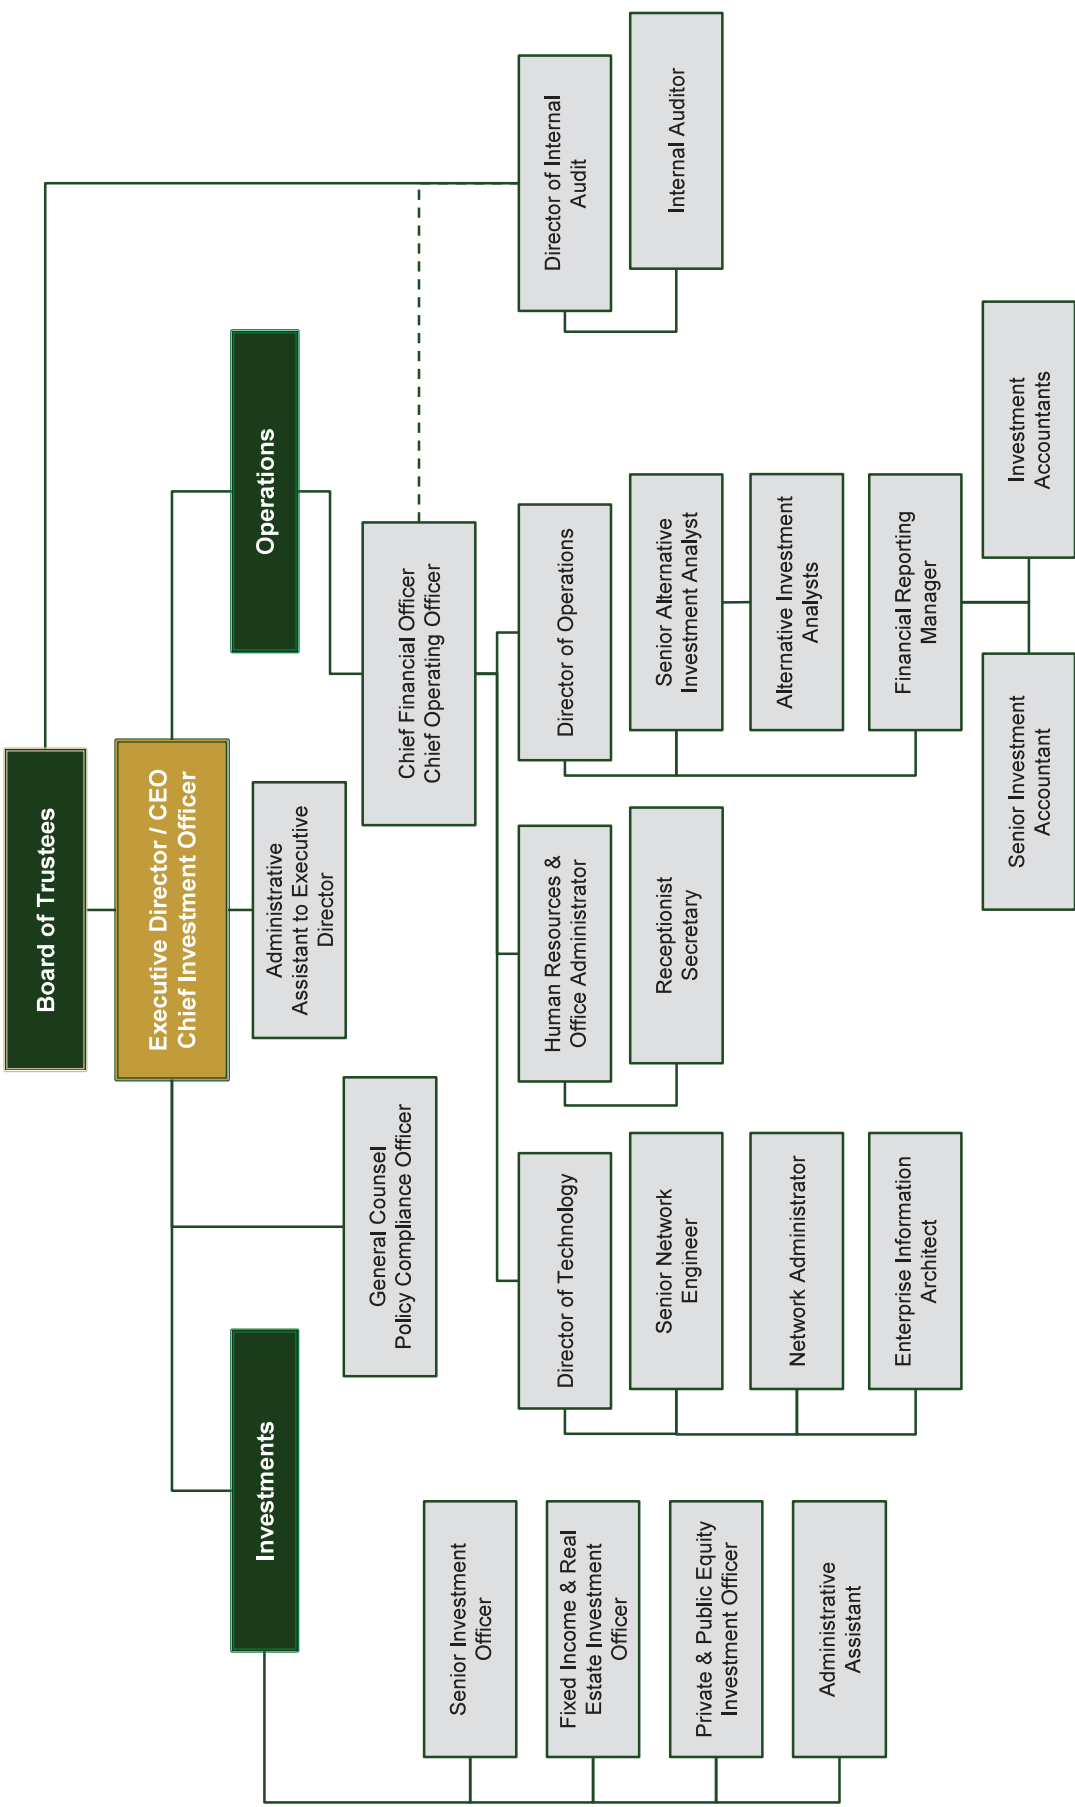 Board of Trustees
Executive Director / CEO
Chief Investment Officer
Administrative
Assistant to Executive
Director
Investments
Operations
General Counsel
Policy Compliance Officer
Chief Financial Officer
Chief Operating Officer
Senior Investment
Officer
Fixed Income & Real
Estate Investment
Officer
Private & Public Equity
Investment Officer
Administrative
Assistant
Director of Technology
Senior Network
Engineer
Network Administrator
Enterprise Information
Architect
Human Resources &
Office Administrator
Receptionist
Secretary
Director of Operations
Senior Alternative
Investment Analyst
Alternative Investment
Analysts
Financial Reporting
Manager
Senior Investment
Accountant
Investment
Accountants
Director of Internal
Audit
Internal Auditor